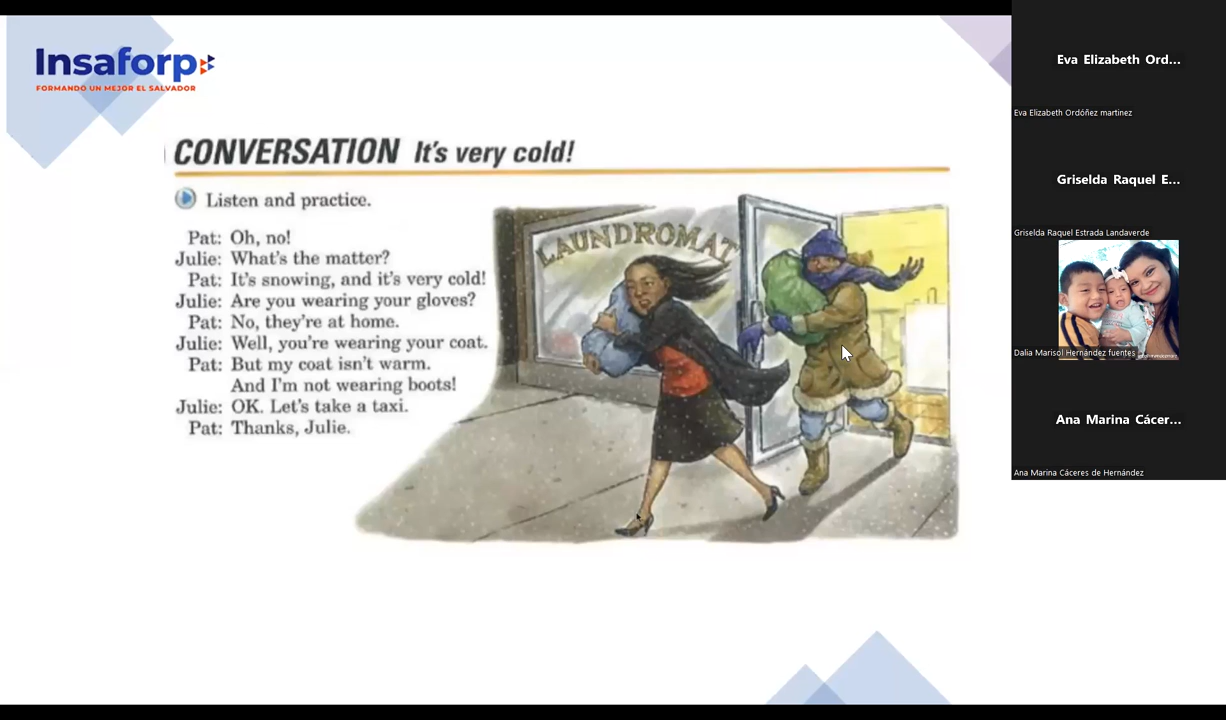 Insaforp
FORMANDO UN MEJOR EL SALVADOR
CONVERSATION It's very cold!
Listen and practice.
Pat: Oh, no!
Julie: What's the matter?
Pat: It's snowing, and it's very cold!
Julie: Are you wearing your gloves?
Pat: No, they're at home.
Julie: Well, you're wearing your coat.
Pat: But my coat isn't warm.
And I'm not wearing boots!
Julie: OK. Let's take a taxi.
Pat: Thanks, Julie.
LAUNDROMAT
Eva Elizabeth Ord...
Eva Elizabeth Ordóñez martinez
Griselda Raquel E...
Griselda Raquel Estrada Landaverde
Dalia Marisol Hernández fuentes
Ana Marina Cácer...
Ana Marina Cáceres de Hernández